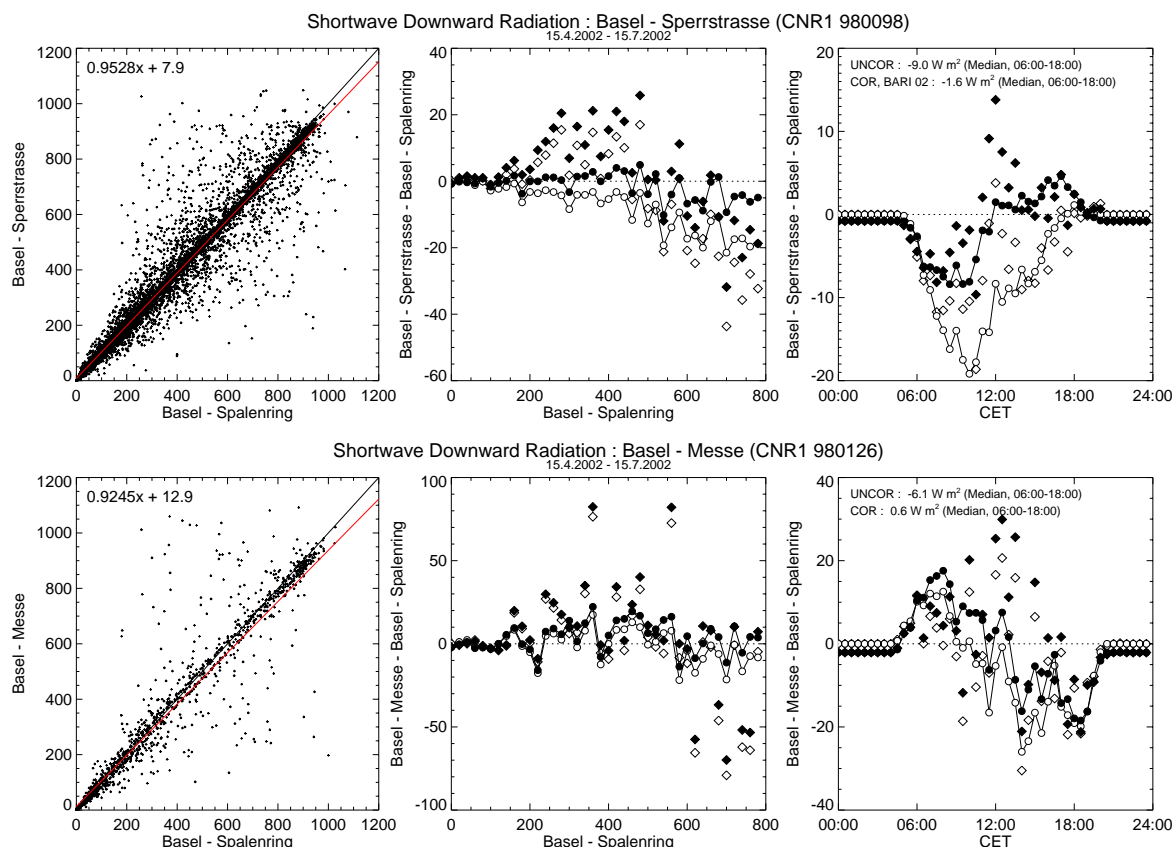 Shortwave Downward Radiation : Basel - Sperrstrasse (CNR1 980098)
15.4.2002 - 15.7.2002
0.9528x + 7.9
Basel - Sperrstrasse
1200
1000
800
600
400
200
0
0 200 400 600 800 1000 1200
Basel - Spalenring
Basel - Sperrstrasse - Basel - Spalenring
40
20
0
-20
-40
-60
0 200 400 600 800
Basel - Spalenring
UNCOR : -9.0 W m² (Median, 06:00-18:00)
COR, BARI 02 : -1.6 W m² (Median, 06:00-18:00)
Basel - Sperrstrasse - Basel - Spalenring
20
10
0
-10
-20
00:00 06:00 12:00 18:00 24:00
CET
Shortwave Downward Radiation : Basel - Messe (CNR1 980126)
15.4.2002 - 15.7.2002
0.9245x + 12.9
Basel - Messe
1200
1000
800
600
400
200
0
0 200 400 600 800 1000 1200
Basel - Spalenring
Basel - Messe - Basel - Spalenring
100
50
0
-50
-100
0 200 400 600 800
Basel - Spalenring
UNCOR : -6.1 W m² (Median, 06:00-18:00)
COR : 0.6 W m² (Median, 06:00-18:00)
Basel - Messe - Basel - Spalenring
40
20
0
-20
-40
00:00 06:00 12:00 18:00 24:00
CET